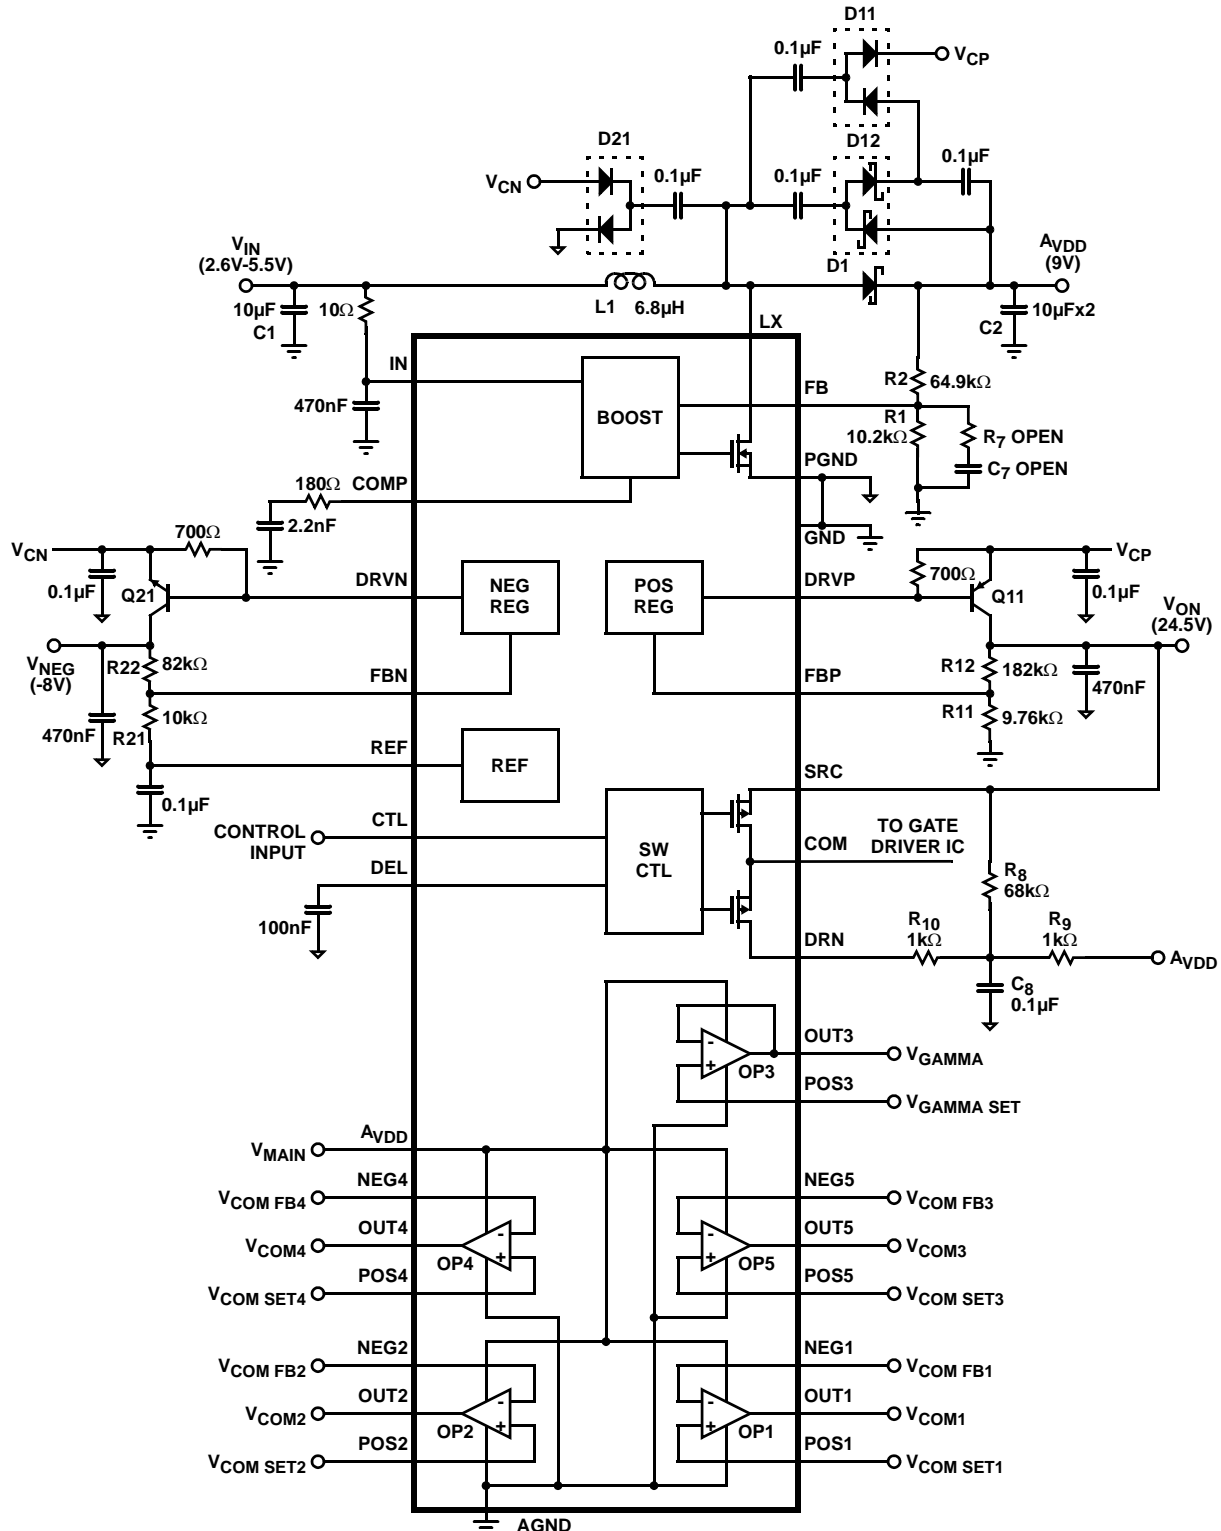 D11
0.1µF
VCP
D12
0.1µF
0.1µF
D21
0.1µF
VCN
VIN
(2.6V-5.5V)
D1
AVDD
(9V)
10µF
C1
10Ω
L1
6.8µH
C2
10µFx2
LX
IN
470nF
BOOST
FB
R2
64.9kΩ
R1
10.2kΩ
R7 OPEN
C7 OPEN
PGND
180Ω
COMP
2.2nF
GND
700Ω
VCN
0.1µF
Q21
DRVN
NEG
REG
POS
REG
DRVP
700Ω
Q11
VCP
0.1µF
VON
(24.5V)
VNEG
(-8V)
R22
82kΩ
FBN
FBP
R12
182kΩ
470nF
470nF
R21
10kΩ
R11
9.76kΩ
REF
REF
0.1µF
SRC
CTL
CONTROL
INPUT
SW
CTL
COM
TO GATE
DRIVER IC
DEL
100nF
R8
68kΩ
DRN
R10
1kΩ
R9
1kΩ
AVDD
C8
0.1µF
-
+
OP3
OUT3
VGAMMA
POS3
VGAMMA SET
AVDD
VMAIN
NEG4
VCOM FB4
OUT4
VCOM4
-
+
OP4
POS4
VCOM SET4
NEG5
VCOM FB3
-
+
OP5
OUT5
VCOM3
POS5
VCOM SET3
NEG2
VCOM FB2
OUT2
VCOM2
-
+
OP2
POS2
VCOM SET2
NEG1
VCOM FB1
-
+
OP1
OUT1
VCOM1
POS1
VCOM SET1
AGND